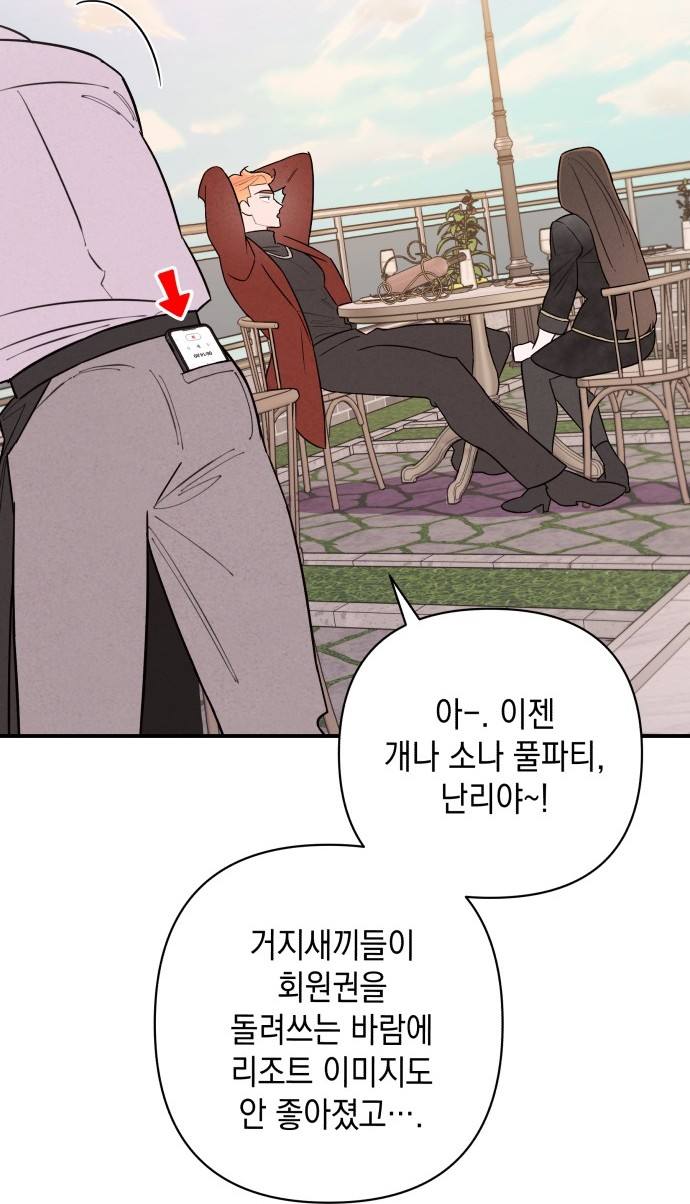 아-. 이젠
개나 소나 풀파티,
난리야~!
거지새끼들이
회원권을
돌려쓰는 바람에
리조트 이미지도
안 좋아졌고….